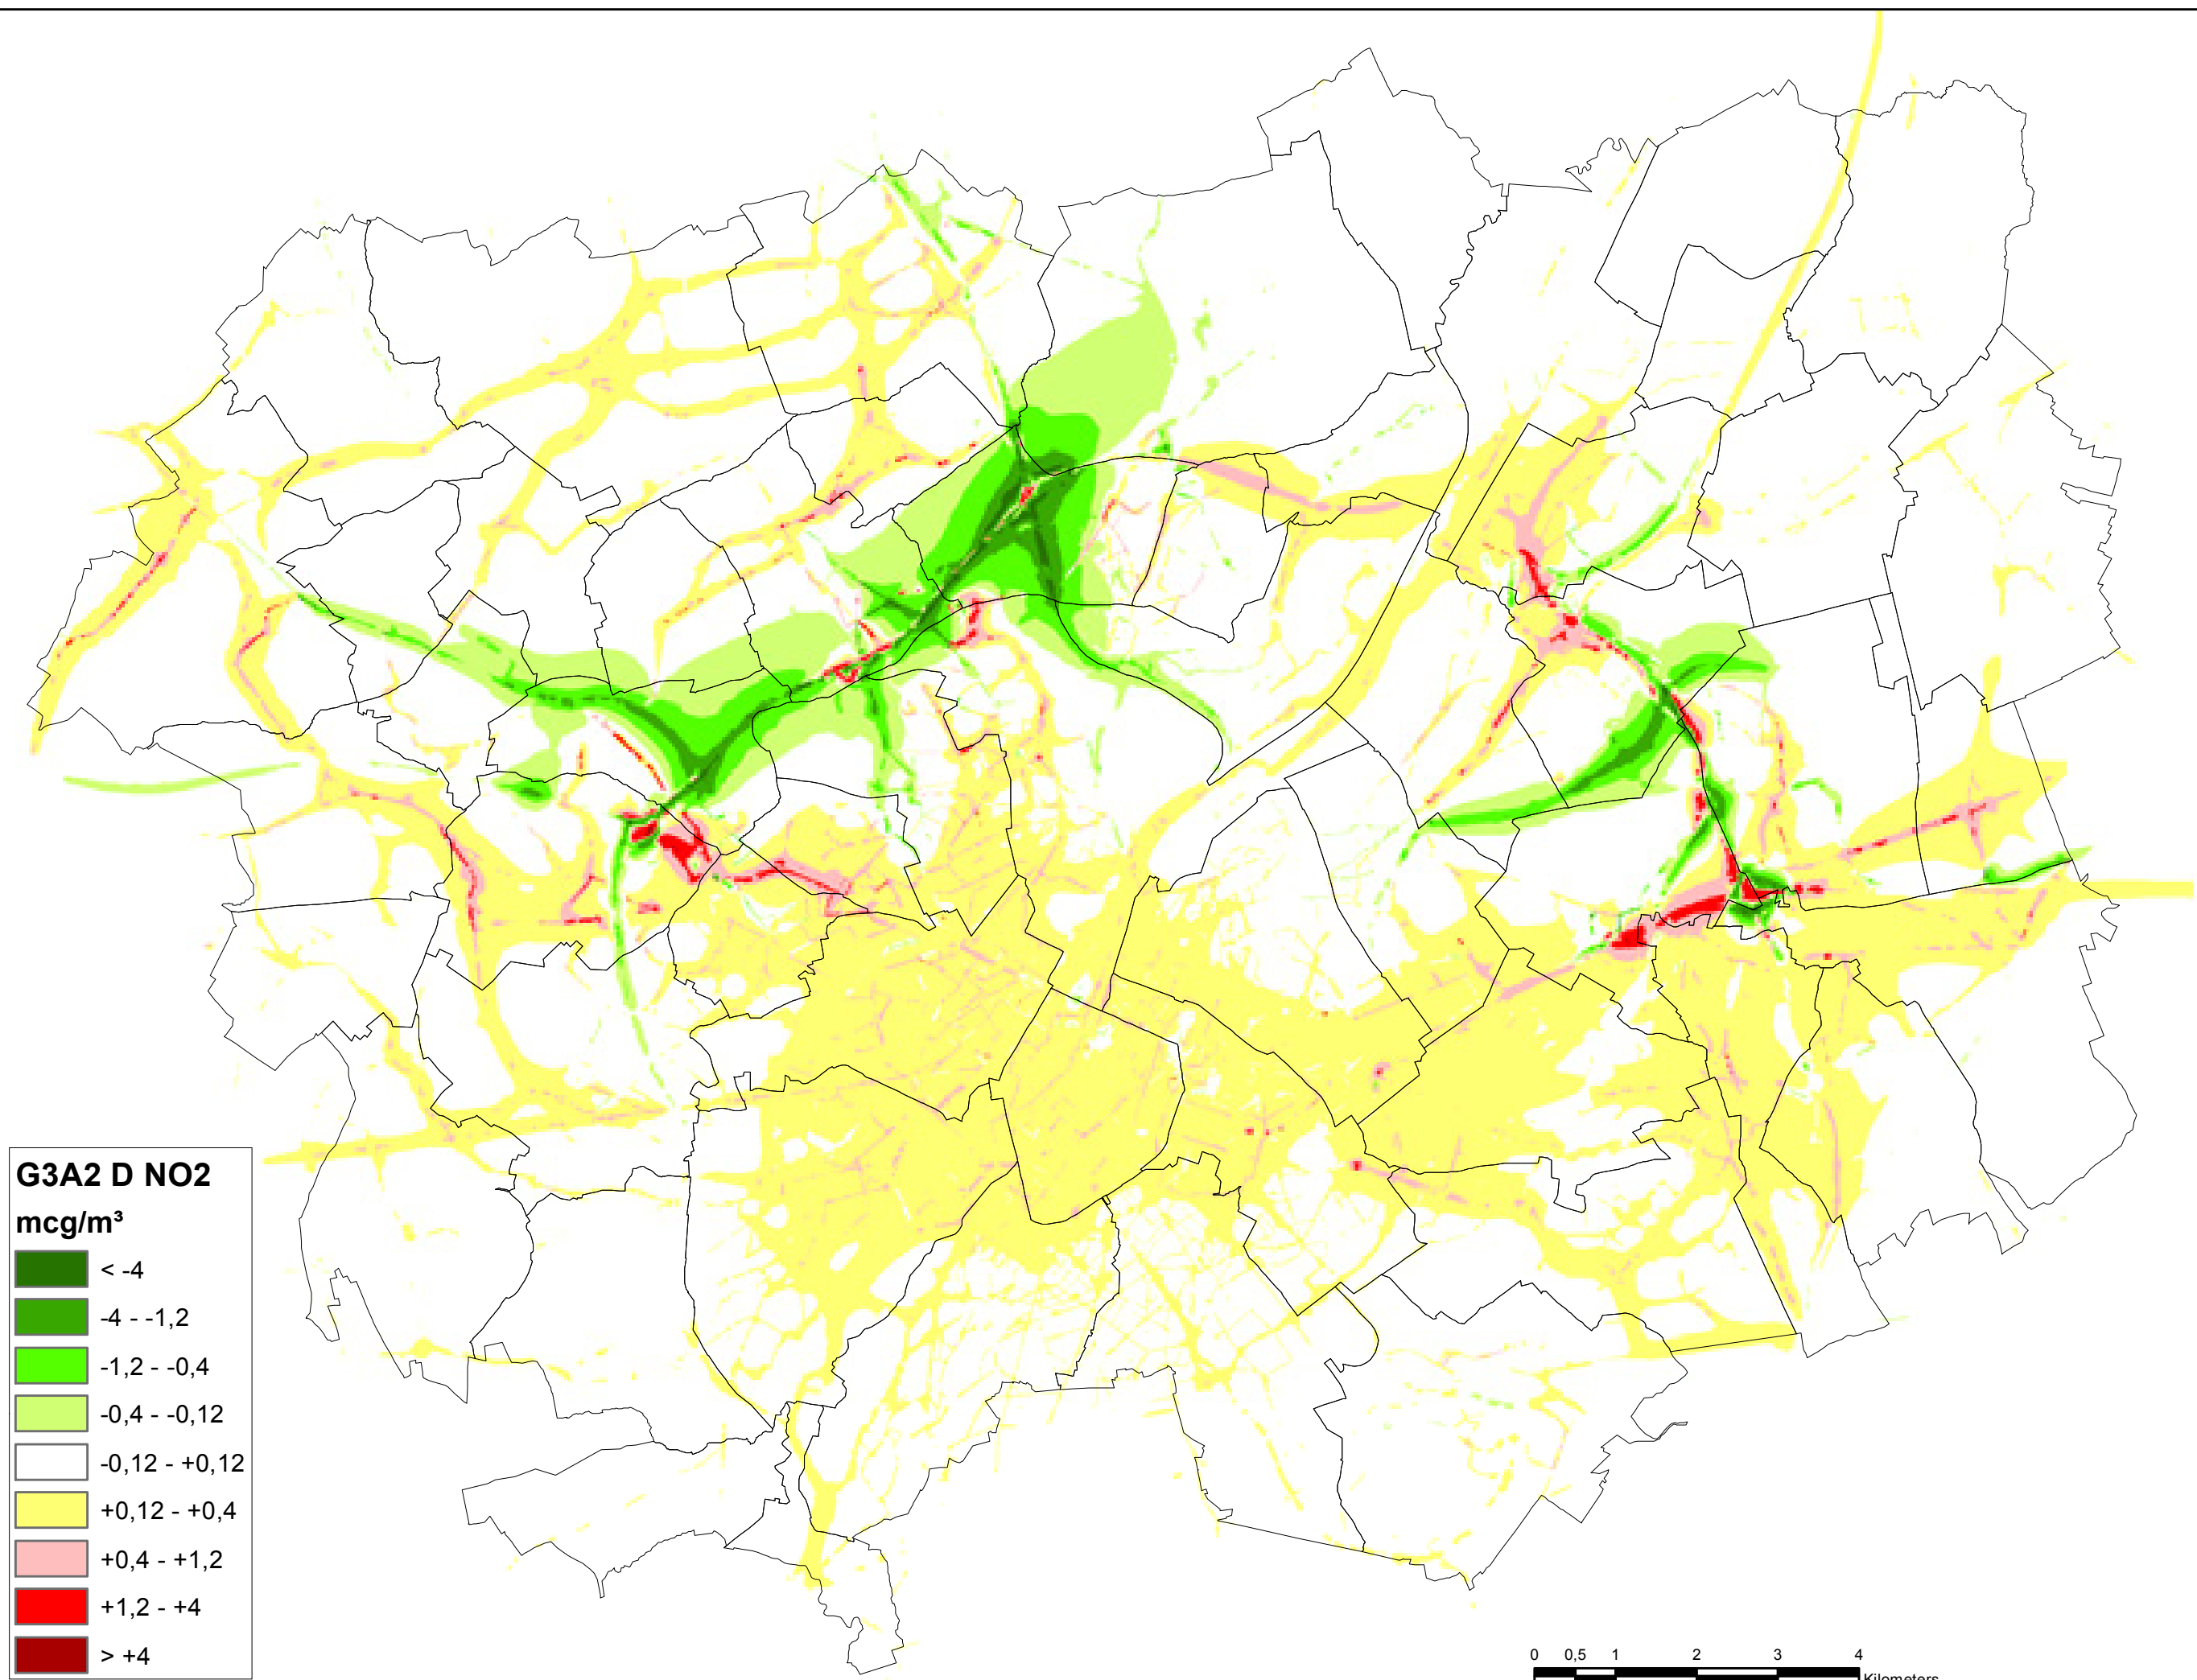 G3A2 D NO2
mcg/m³
< -4
-4 - -1,2
-1,2 - -0,4
-0,4 - -0,12
-0,12 - +0,12
+0,12 - +0,4
+0,4 - +1,2
+1,2 - +4
> +4
0 0,5 1 2 3 4
Kilometers